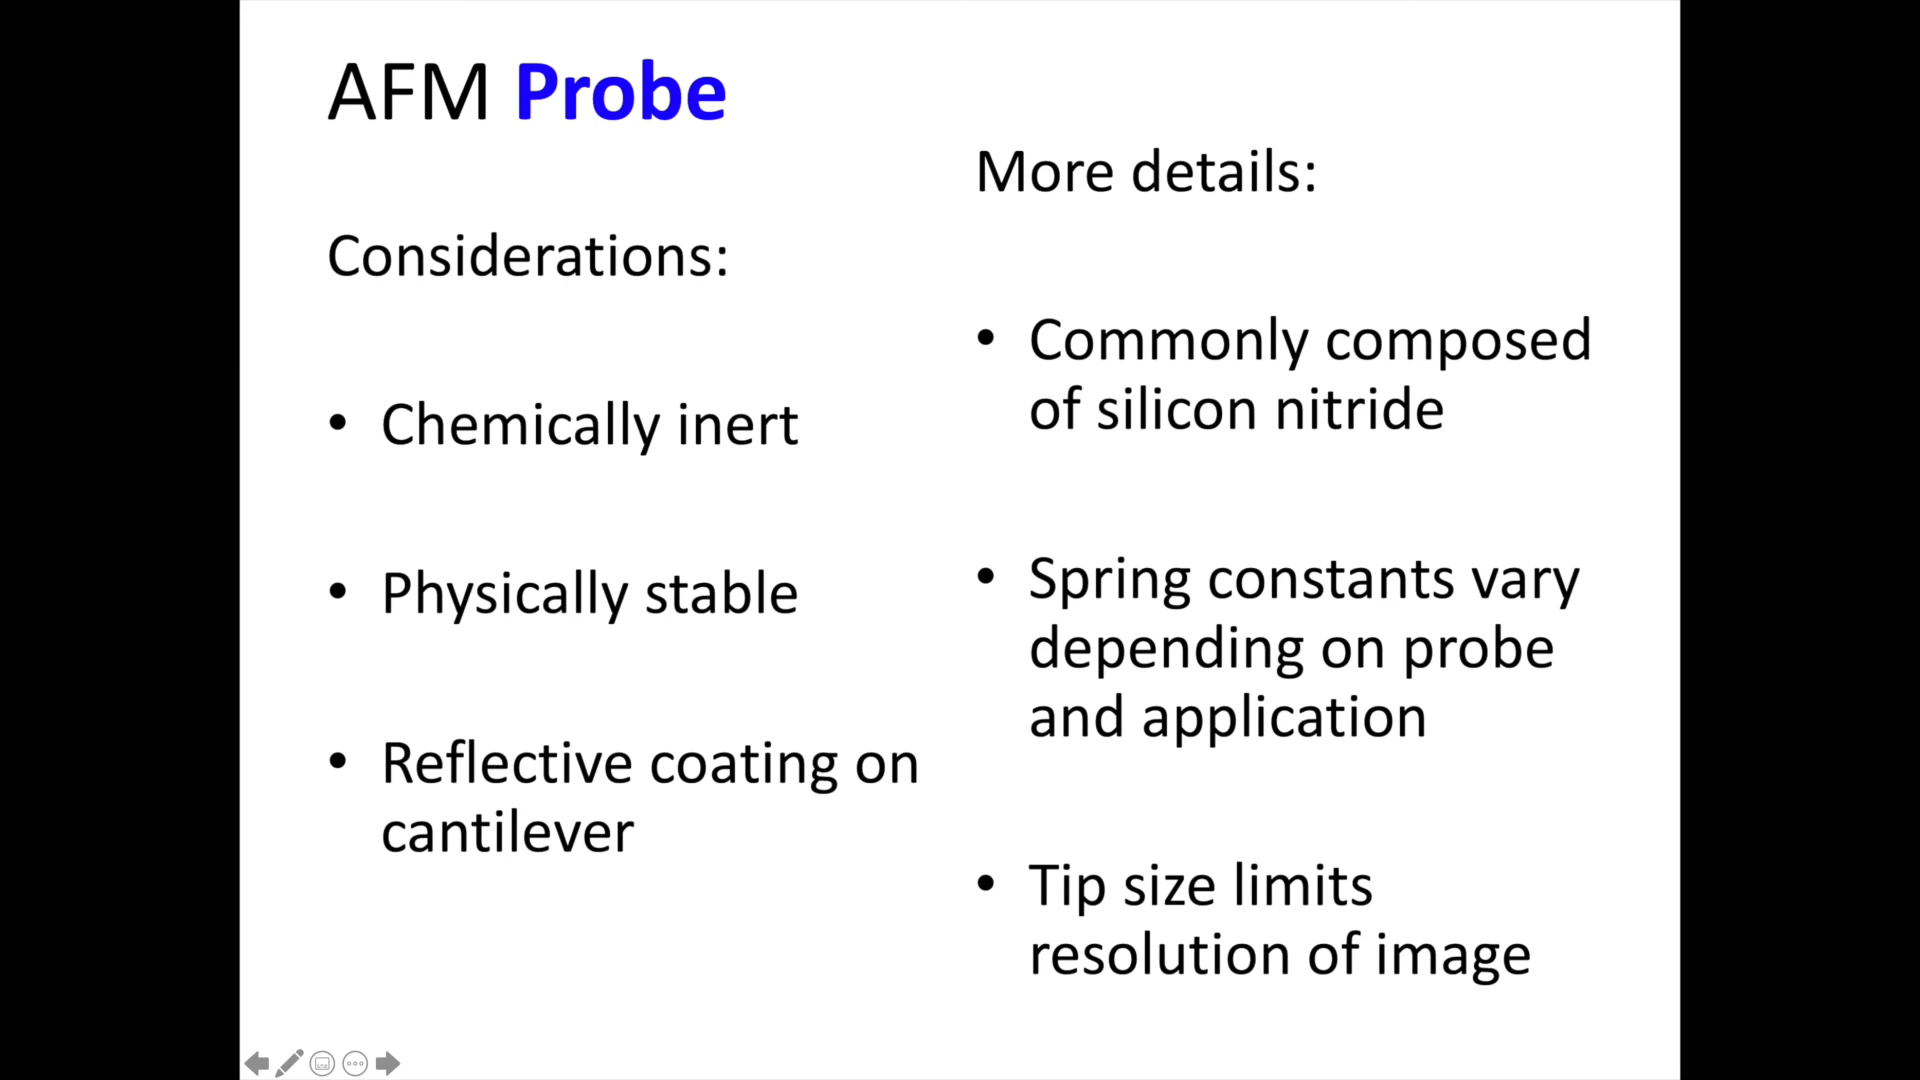 AFM Probe
Considerations:
• Chemically inert
• Physically stable
• Reflective coating on
cantilever
More details:
• Commonly composed
of silicon nitride
• Spring constants vary
depending on probe
and application
• Tip size limits
resolution of image